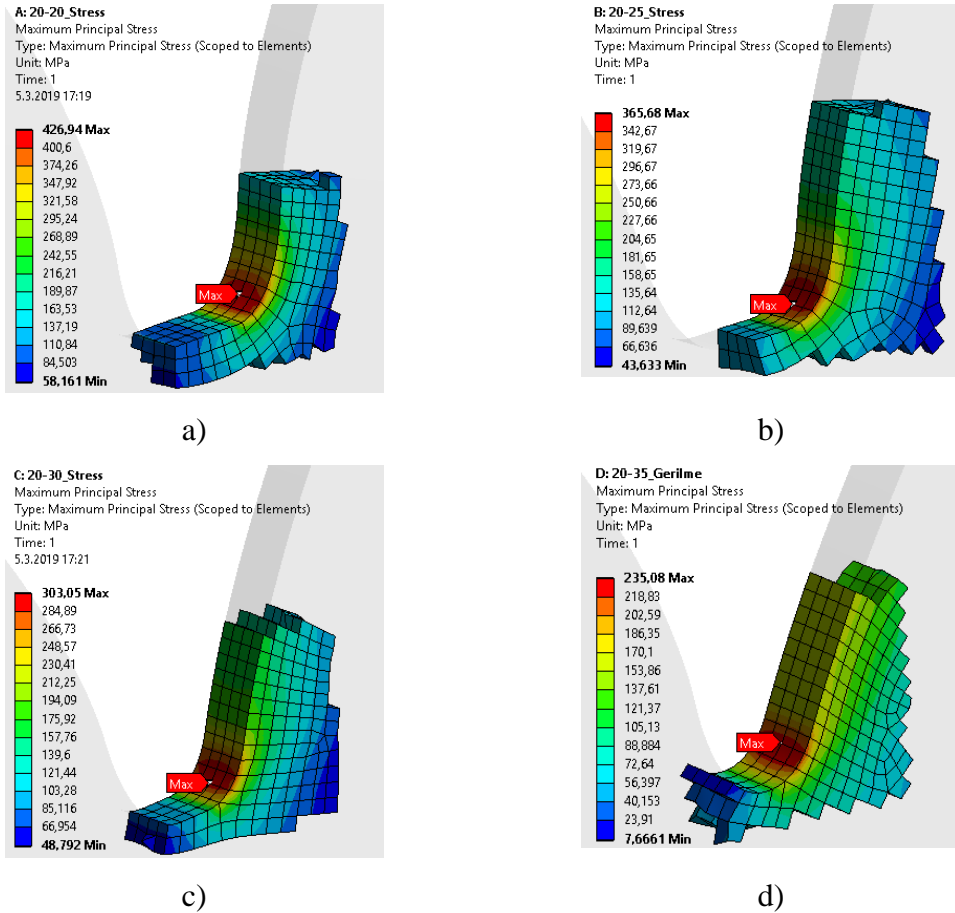 A: 20-20_Stress
Maximum Principal Stress
Type: Maximum Principal Stress (Scoped to Elements)
Unit: MPa
Time: 1
5.3.2019 17:19
426,94 Max
400,6
374,26
347,92
321,58
295,24
268,89
242,55
216,21
189,87
163,53
137,19
110,84
84,503
58,161 Min
Max
a)
B: 20-25_Stress
Maximum Principal Stress
Type: Maximum Principal Stress (Scoped to Elements)
Unit: MPa
Time: 1
365,68 Max
342,67
319,67
296,67
273,66
250,66
227,66
204,65
181,65
158,65
135,64
112,64
89,639
66,636
43,633 Min
Max
b)
C: 20-30_Stress
Maximum Principal Stress
Type: Maximum Principal Stress (Scoped to Elements)
Unit: MPa
Time: 1
5.3.2019 17:21
303,05 Max
284,89
266,73
248,57
230,41
212,25
194,09
175,92
157,76
139,6
121,44
103,28
85,116
66,954
48,792 Min
Max
c)
D: 20-35_Gerilme
Maximum Principal Stress
Type: Maximum Principal Stress (Scoped to Elements)
Unit: MPa
Time: 1
235,08 Max
218,83
202,59
186,35
170,1
153,86
137,61
121,37
105,13
88,884
72,64
56,397
40,153
23,91
7,6661 Min
Max
d)